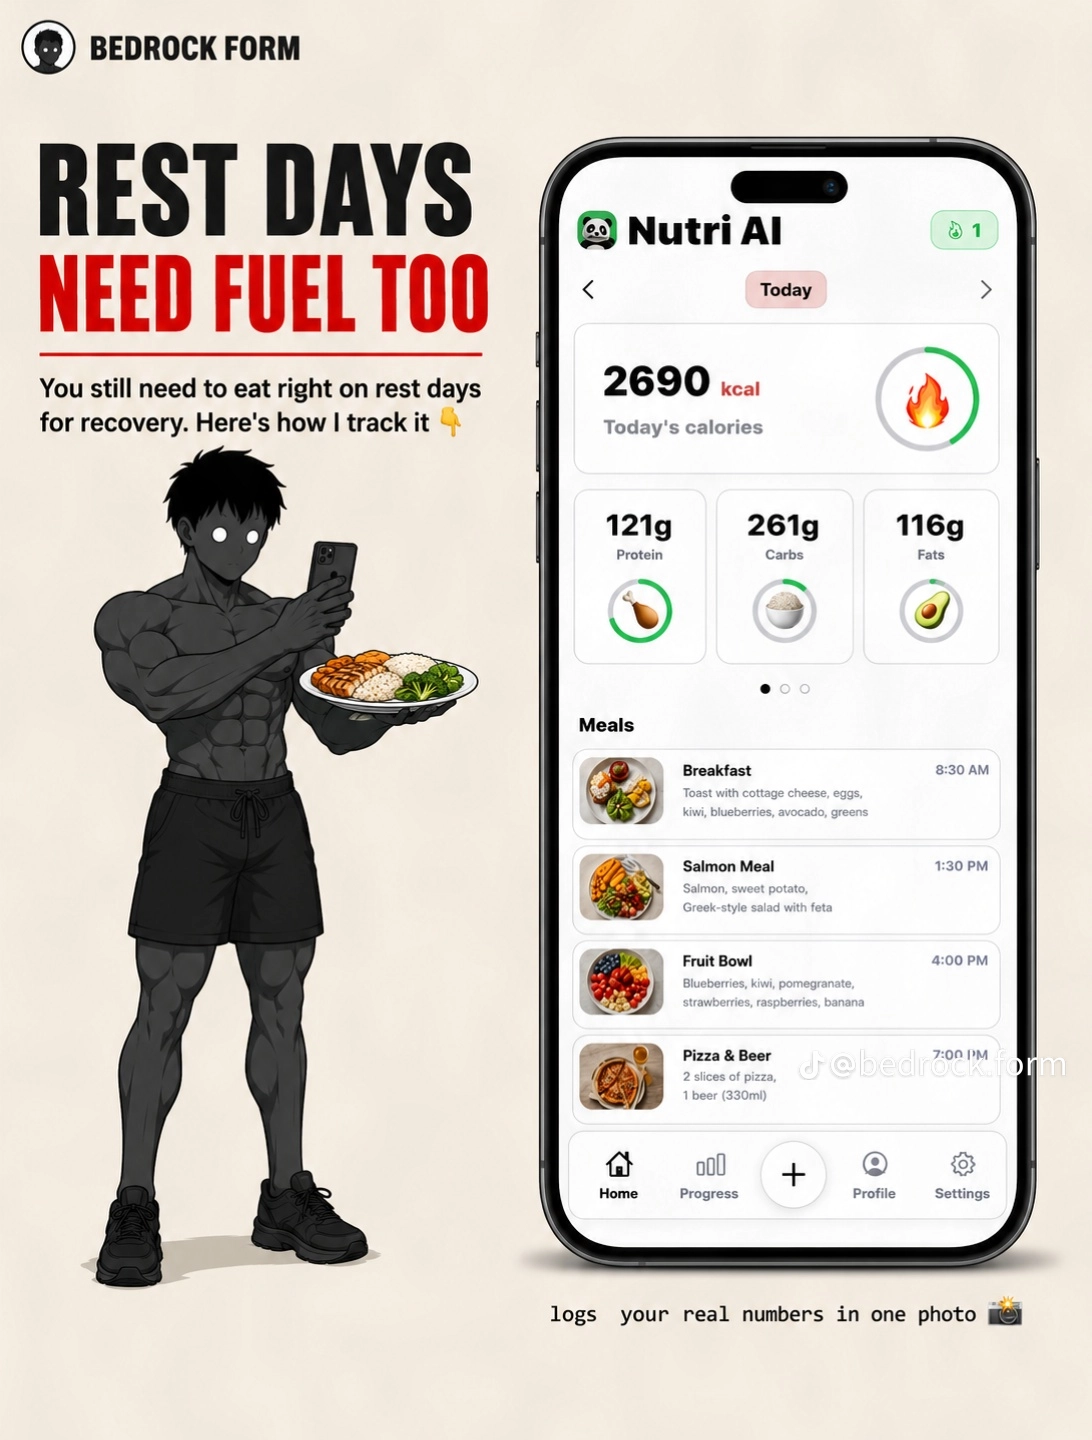 BEDROCK FORM
REST DAYS
NEED FUEL TOO
You still need to eat right on rest days
for recovery. Here's how I track it 👇
Nutri AI
1
Today
2690 kcal
Today's calories
121g
Protein
261g
Carbs
116g
Fats
Meals
Breakfast
8:30 AM
Toast with cottage cheese, eggs,
kiwi, blueberries, avocado, greens
Salmon Meal
1:30 PM
Salmon, sweet potato,
Greek-style salad with feta
Fruit Bowl
4:00 PM
Blueberries, kiwi, pomegranate,
strawberries, raspberries, banana
Pizza & Beer
7:00 PM
2 slices of pizza,
1 beer (330ml)
@bedrock.form
Home
Progress
Profile
Settings
logs your real numbers in one photo 📸